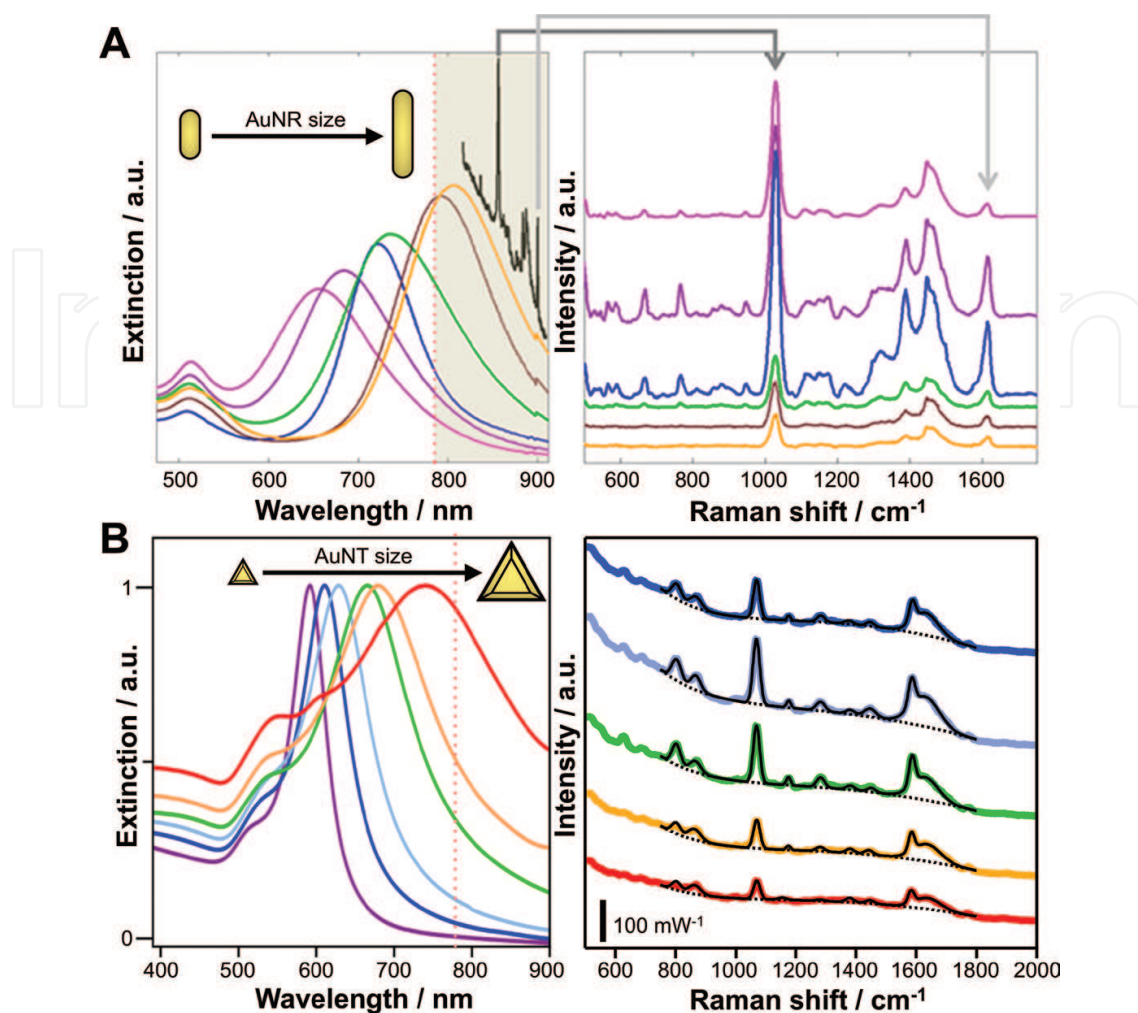 A
AuNR size
Extinction / a.u.
500 600 700 800 900
Wavelength / nm
Intensity / a.u.
600 800 1000 1200 1400 1600
Raman shift / cm-1
B
AuNT size
1
0
Extinction / a.u.
400 500 600 700 800 900
Wavelength / nm
Intensity / a.u.
100 mW-1
600 800 1000 1200 1400 1600 1800 2000
Raman shift / cm-1